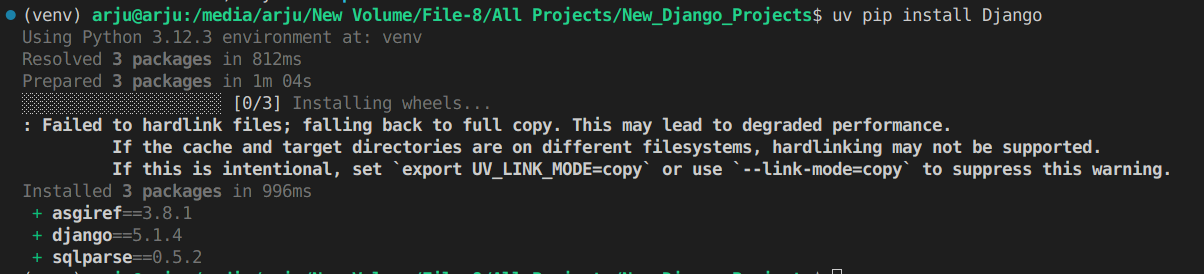 (venv) arju@arju:/media/arju/New Volume/File-8/All Projects/New_Django_Projects$ uv pip install Django
Using Python 3.12.3 environment at: venv
Resolved 3 packages in 812ms
Prepared 3 packages in 1m 04s
░░░░░░░░░░░░░░░░░░░░ [0/3] Installing wheels...
: Failed to hardlink files; falling back to full copy. This may lead to degraded performance.
If the cache and target directories are on different filesystems, hardlinking may not be supported.
If this is intentional, set `export UV_LINK_MODE=copy` or use `--link-mode=copy` to suppress this warning.
Installed 3 packages in 996ms
+ asgiref==3.8.1
+ django==5.1.4
+ sqlparse==0.5.2